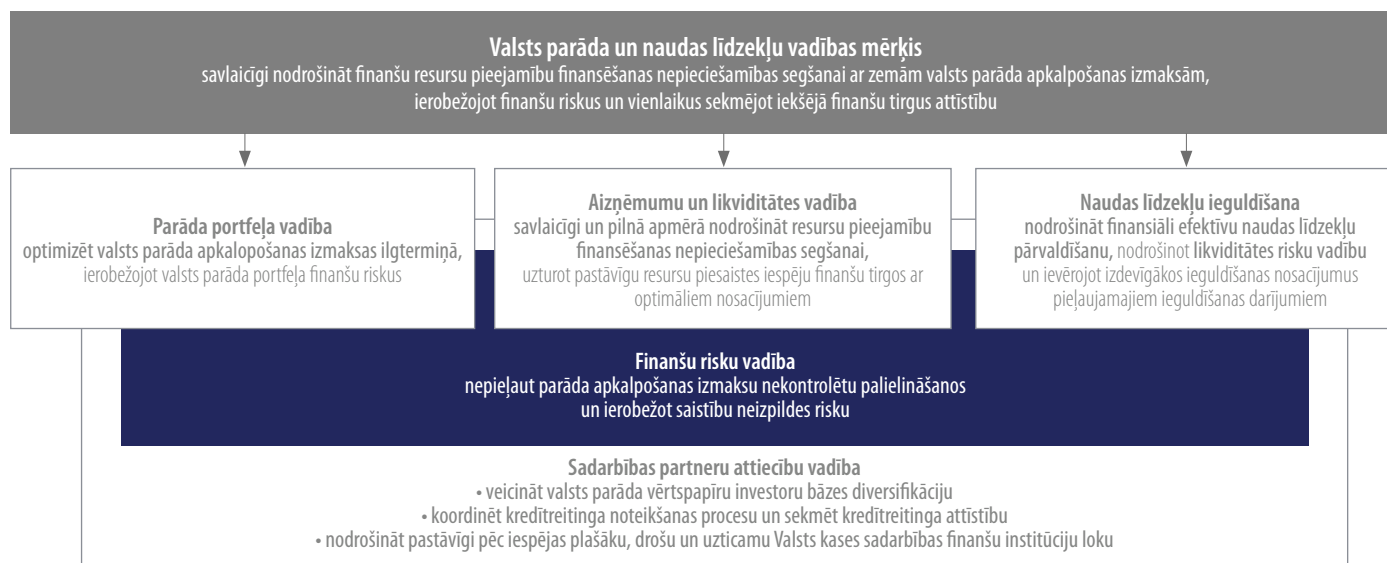 Valsts parāda un naudas līdzekļu vadības mērķis
savlaicīgi nodrošināt finanšu resursu pieejamību finansēšanas nepieciešamības segšanai ar zemām valsts parāda apkalpošanas izmaksām,
ierobežojot finanšu riskus un vienlaikus sekmējot iekšējā finanšu tirgus attīstību
Parāda portfeļa vadība
optimizēt valsts parāda apkalopošanas izmaksas ilgtermiņā,
ierobežojot valsts parāda portfeļa finanšu riskus
Aizņēmumu un likviditātes vadība
savlaicīgi un pilnā apmērā nodrošināt resursu pieejamību
finansēšanas nepieciešamības segšanai,
uzturot pastāvīgu resursu piesaistes iespēju finanšu tirgos ar
optimāliem nosacījumiem
Naudas līdzekļu ieguldīšana
nodrošināt finansiāli efektīvu naudas līdzekļu
pārvaldīšanu, nodrošinot likviditātes risku vadību
un ievērojot izdevīgākos ieguldīšanas nosacījumus
pieļaujamajiem ieguldīšanas darījumiem
Finanšu risku vadība
nepieļaut parāda apkalpošanas izmaksu nekontrolētu palielināšanos
un ierobežot saistību neizpildes risku
Sadarbības partneru attiecību vadība
• veicināt valsts parāda vērtspapīru investoru bāzes diversifikāciju
• koordinēt kredītreitinga noteikšanas procesu un sekmēt kredītreitinga attīstību
• nodrošināt pastāvīgi pēc iespējas plašāku, drošu un uzticamu Valsts kases sadarbības finanšu institūciju loku